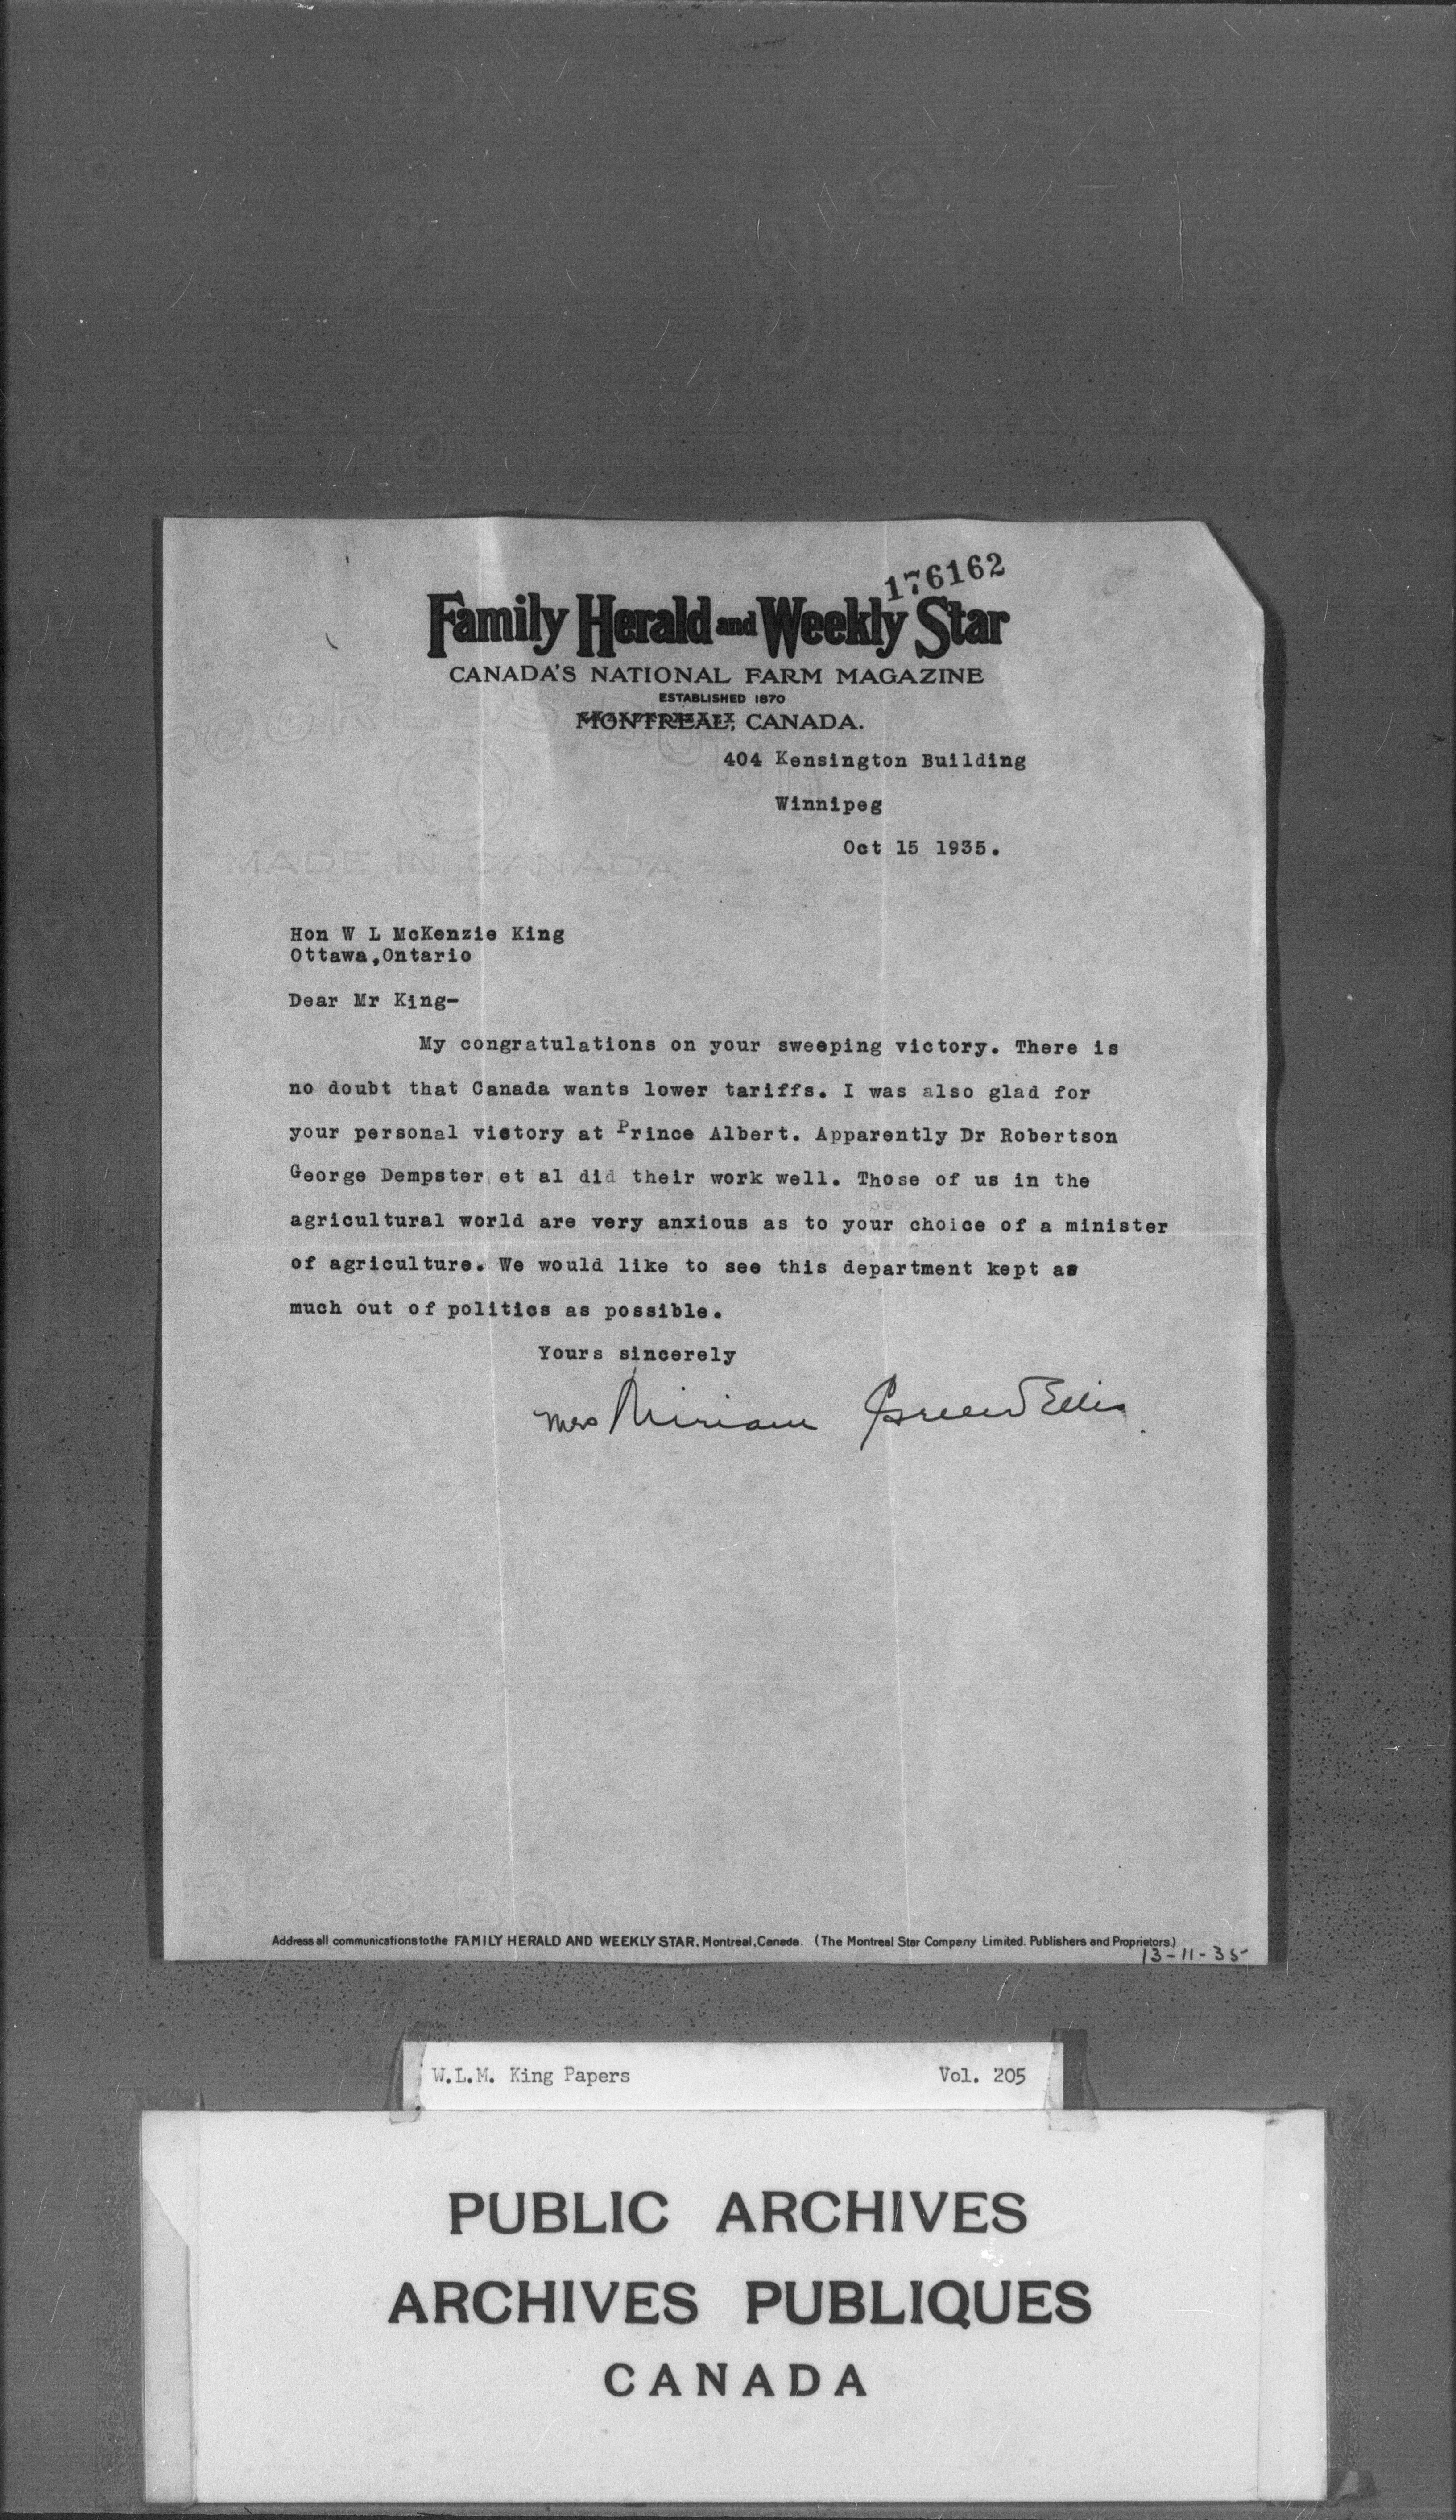 176162
Family Herald and Weekly Star
CANADA'S NATIONAL FARM MAGAZINE
ESTABLISHED 1870
MONTREAL, CANADA.
404 Kensington Building
Winnipeg
Oct 15 1935.
Hon W L McKenzie King
Ottawa,Ontario
Dear Mr King-
My congratulations on your sweeping victory. There is
no doubt that Canada wants lower tariffs. I was also glad for
your personal victory at Prince Albert. Apparently Dr Robertson
George Dempster et al did their work well. Those of us in the
agricultural world are very anxious as to your choice of a minister
of agriculture. We would like to see this department kept as
much out of politics as possible.
Yours sincerely
Mrs Miriam Green Ellis.
Address all communications to the FAMILY HERALD AND WEEKLY STAR, Montreal, Canada. (The Montreal Star Company Limited, Publishers and Proprietors.)
13-11-35
W.L.M. King Papers Vol. 205
PUBLIC ARCHIVES
ARCHIVES PUBLIQUES
CANADA